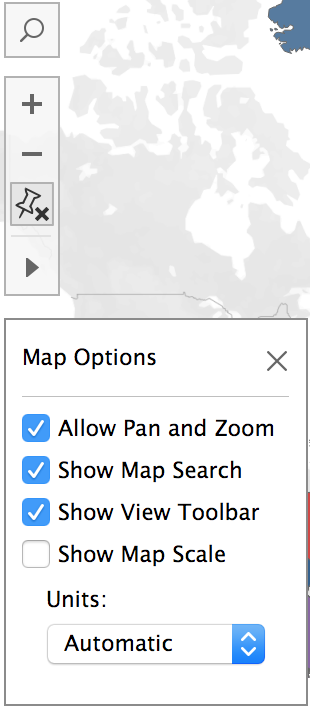 Map Options
Allow Pan and Zoom
Show Map Search
Show View Toolbar
Show Map Scale
Units:
Automatic